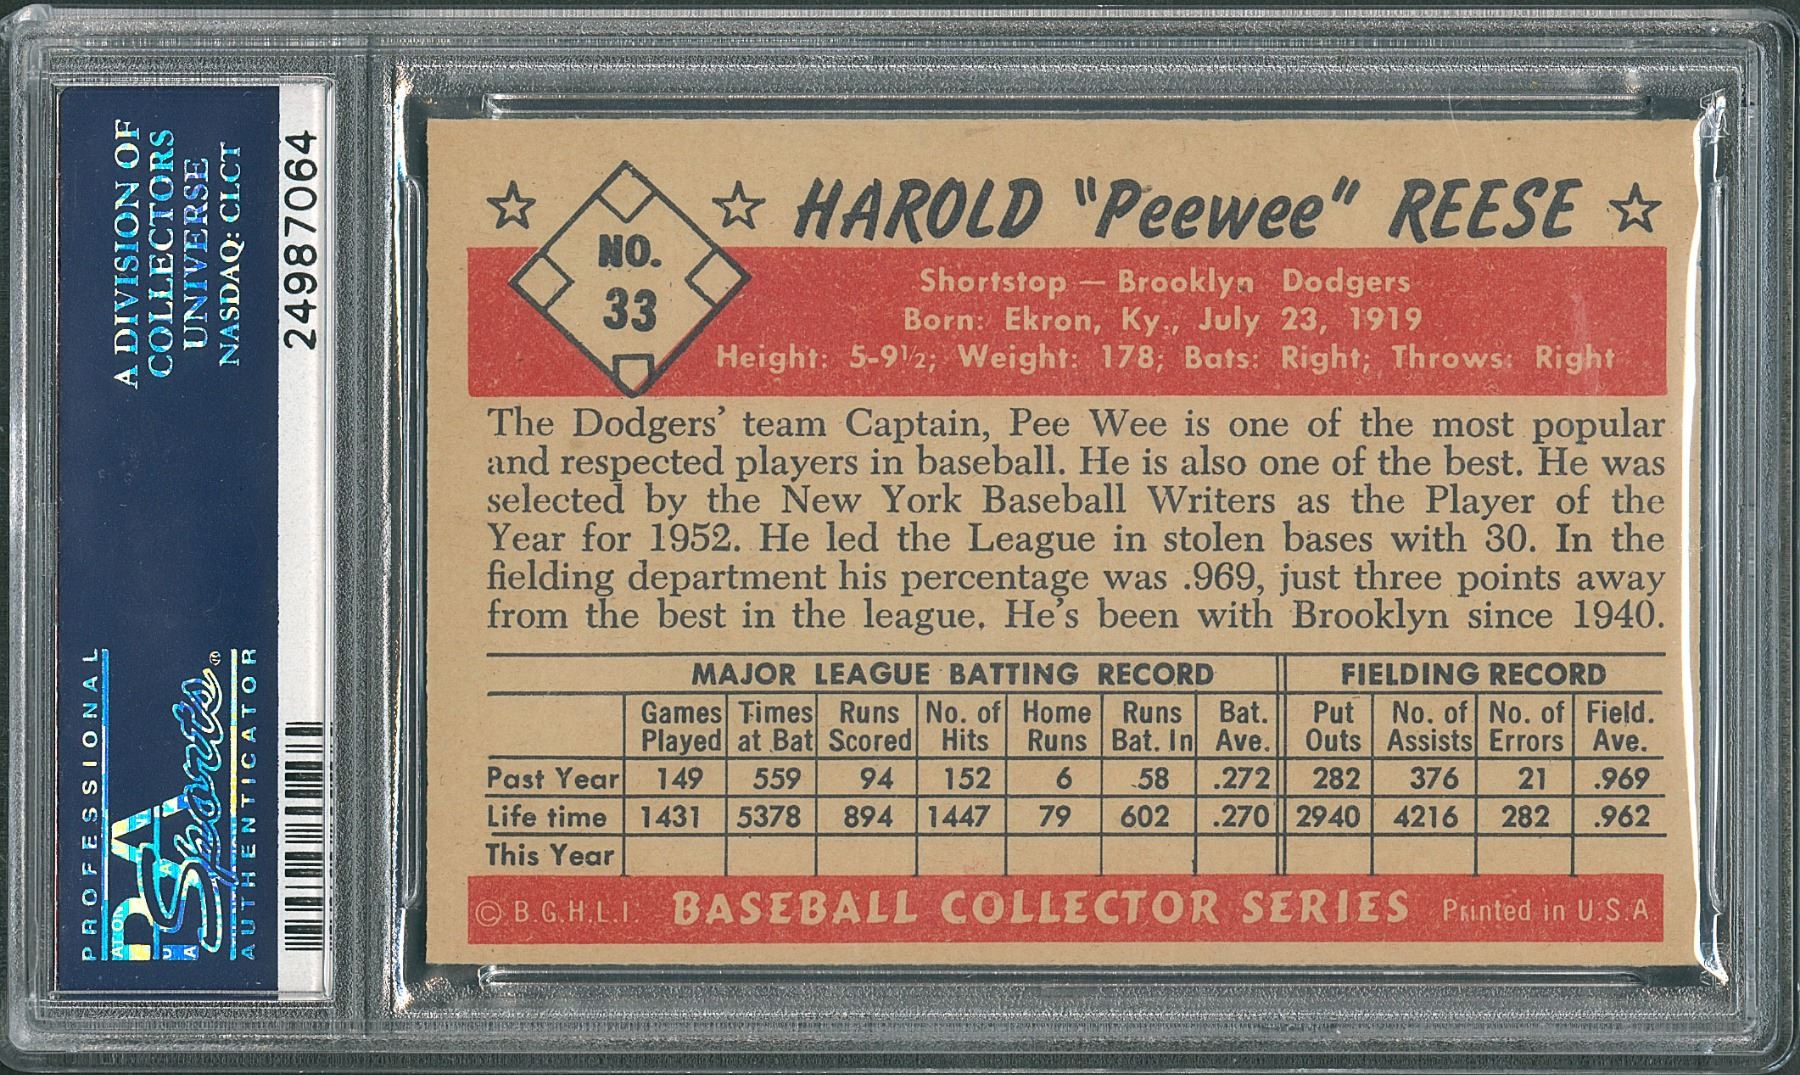 A DIVISION OF
COLLECTORS
UNIVERSE
NASDAQ: CLCT
24987064
PROFESSIONAL
PSA
Sports®
AUTHENTICATOR
NO.
33
HAROLD "Peewee" REESE
Shortstop — Brooklyn Dodgers
Born: Ekron, Ky., July 23, 1919
Height: 5-9½; Weight: 178; Bats: Right; Throws: Right
The Dodgers' team Captain, Pee Wee is one of the most popular
and respected players in baseball. He is also one of the best. He was
selected by the New York Baseball Writers as the Player of the
Year for 1952. He led the League in stolen bases with 30. In the
fielding department his percentage was .969, just three points away
from the best in the league. He's been with Brooklyn since 1940.
MAJOR LEAGUE BATTING RECORD FIELDING RECORD
Games Times Runs No. of Home Runs Bat. Put No. of No. of Field.
Played at Bat Scored Hits Runs Bat. In Ave. Outs Assists Errors Ave.
Past Year 149 559 94 152 6 58 .272 282 376 21 .969
Life time 1431 5378 894 1447 79 602 .270 2940 4216 282 .962
This Year
© B.G.H.L.I. BASEBALL COLLECTOR SERIES Printed in U.S.A.